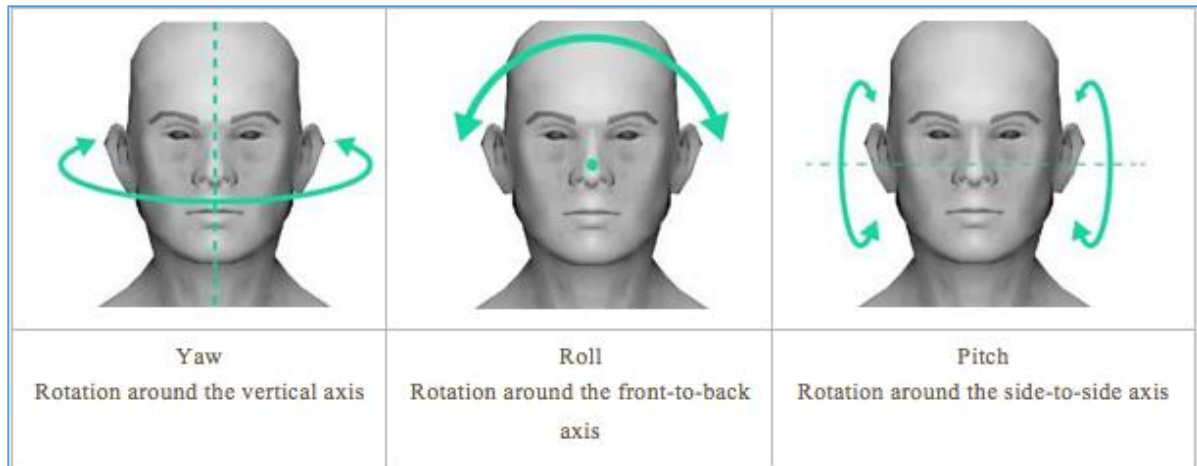 Yaw
Rotation around the vertical axis
Roll
Rotation around the front-to-back
axis
Pitch
Rotation around the side-to-side axis